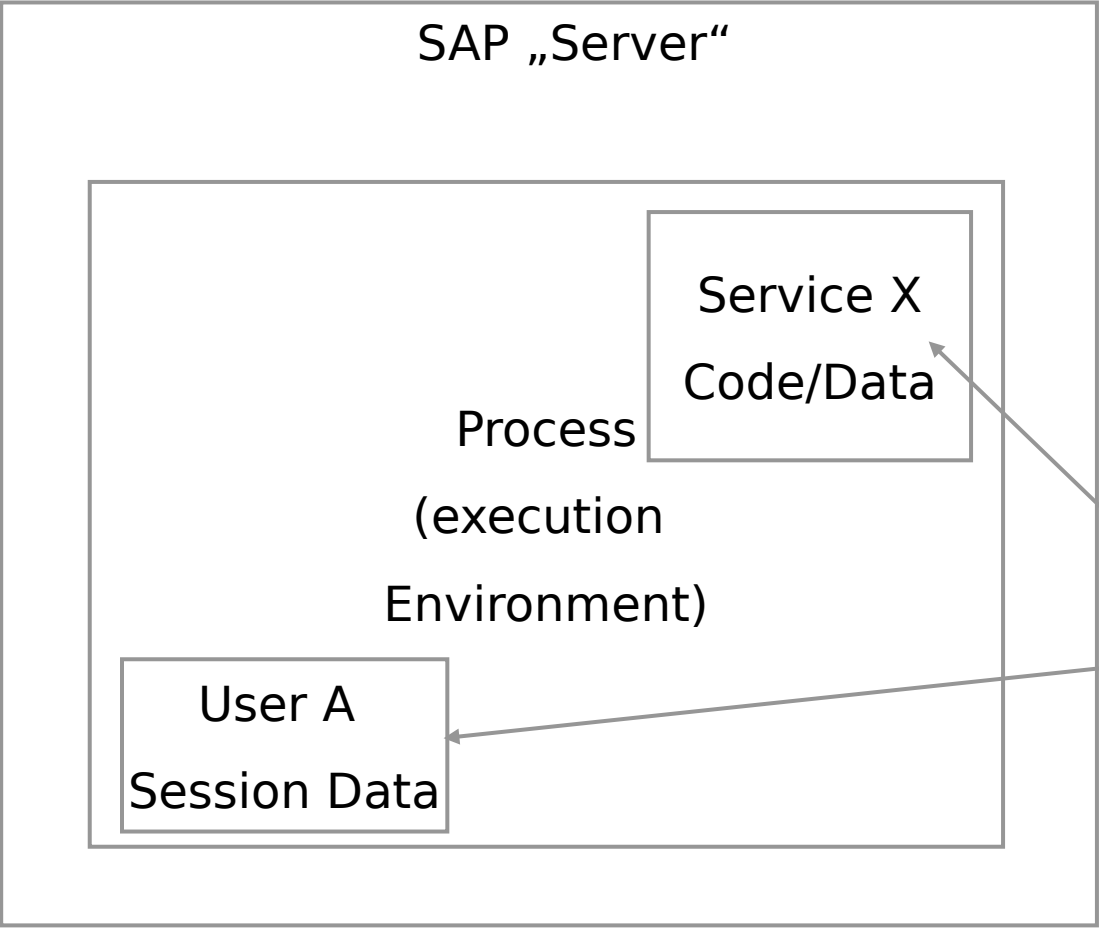 SAP „Server“
Service X
Code/Data
Process
(execution
Environment)
User A
Session Data